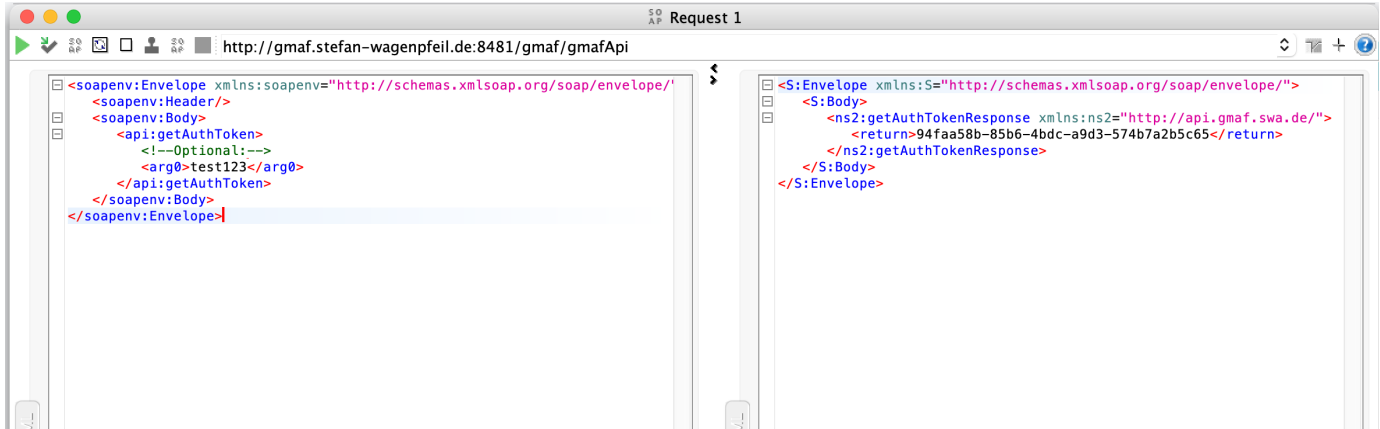 SOAP Request 1
http://gmaf.stefan-wagenpfeil.de:8481/gmaf/gmafApi
<soapenv:Envelope xmlns:soapenv="http://schemas.xmlsoap.org/soap/envelope/"
<soapenv:Header/>
<soapenv:Body>
<api:getAuthToken>
<!--Optional:-->
<arg0>test123</arg0>
</api:getAuthToken>
</soapenv:Body>
</soapenv:Envelope>
<S:Envelope xmlns:S="http://schemas.xmlsoap.org/soap/envelope/">
<S:Body>
<ns2:getAuthTokenResponse xmlns:ns2="http://api.gmaf.swa.de/">
<return>94faa58b-85b6-4bdc-a9d3-574b7a2b5c65</return>
</ns2:getAuthTokenResponse>
</S:Body>
</S:Envelope>